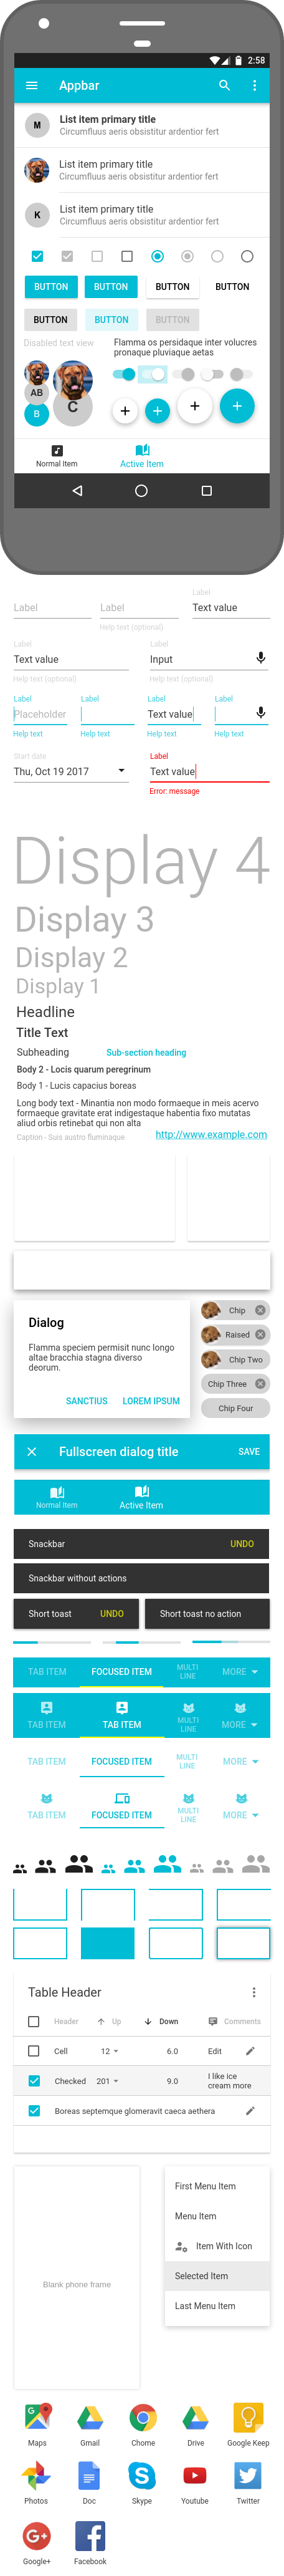 2:58
Appbar
M
List item primary title
Circumfluus aeris obsistitur ardentior fert
List item primary title
Circumfluus aeris obsistitur ardentior fert
K
List item primary title
Circumfluus aeris obsistitur ardentior fert
BUTTON BUTTON BUTTON BUTTON
BUTTON BUTTON BUTTON
Disabled text view
Flamma os persidaque inter volucres
pronaque pluviaque aetas
AB
B
C
Normal Item
Active Item
Label
Label Label Text value
Help text (optional)
Label Label
Text value Input
Help text (optional) Help text (optional)
Label Label Label Label
Placeholder Text value
Help text Help text Help text Help text
Start date Label
Thu, Oct 19 2017 Text value
Error: message
Display 4
Display 3
Display 2
Display 1
Headline
Title Text
Subheading Sub-section heading
Body 2 - Locis quarum peregrinum
Body 1 - Lucis capacius boreas
Long body text - Minantia non modo formaeque in meis acervo
formaeque gravitate erat indigestaque habentia fixo mutatas
aliud orbis retinebat qui non alta
Caption - Suis austro fluminaque
http://www.example.com
Dialog
Flamma speciem permisit nunc longo
altae bracchia stagna diverso
deorum.
SANCTIUS LOREM IPSUM
Chip
Raised
Chip Two
Chip Three
Chip Four
Fullscreen dialog title SAVE
Normal Item Active Item
Snackbar UNDO
Snackbar without actions
Short toast UNDO Short toast no action
TAB ITEM FOCUSED ITEM MULTI
LINE MORE
TAB ITEM TAB ITEM MULTI
LINE MORE
TAB ITEM FOCUSED ITEM MULTI
LINE MORE
TAB ITEM FOCUSED ITEM MULTI
LINE MORE
Table Header
Header Up Down Comments
Cell 12 6.0 Edit
Checked 201 9.0 I like ice
cream more
Boreas septemque glomeravit caeca aethera
Blank phone frame
First Menu Item
Menu Item
Item With Icon
Selected Item
Last Menu Item
Maps Gmail Chome Drive Google Keep
Photos Doc Skype Youtube Twitter
Google+ Facebook